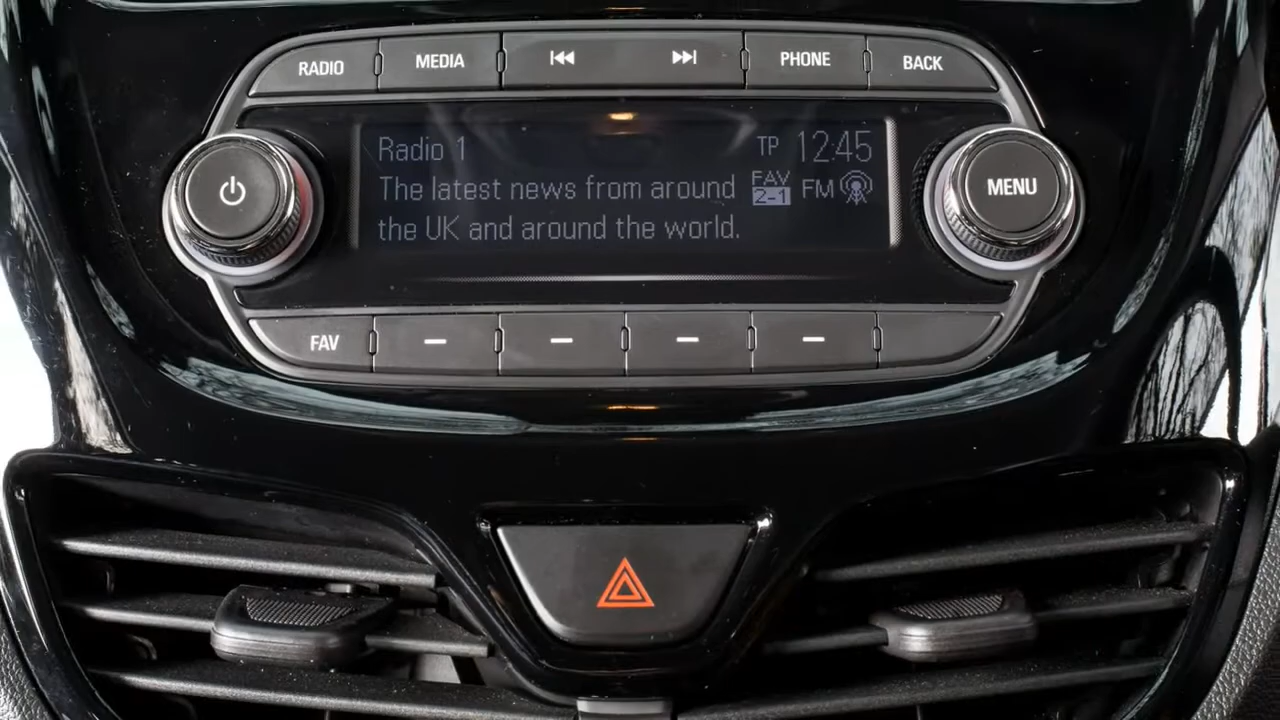 RADIO MEDIA PHONE BACK
Radio 1 TP 12:45
The latest news from around FAV FM
2-1
the UK and around the world.
MENU
FAV